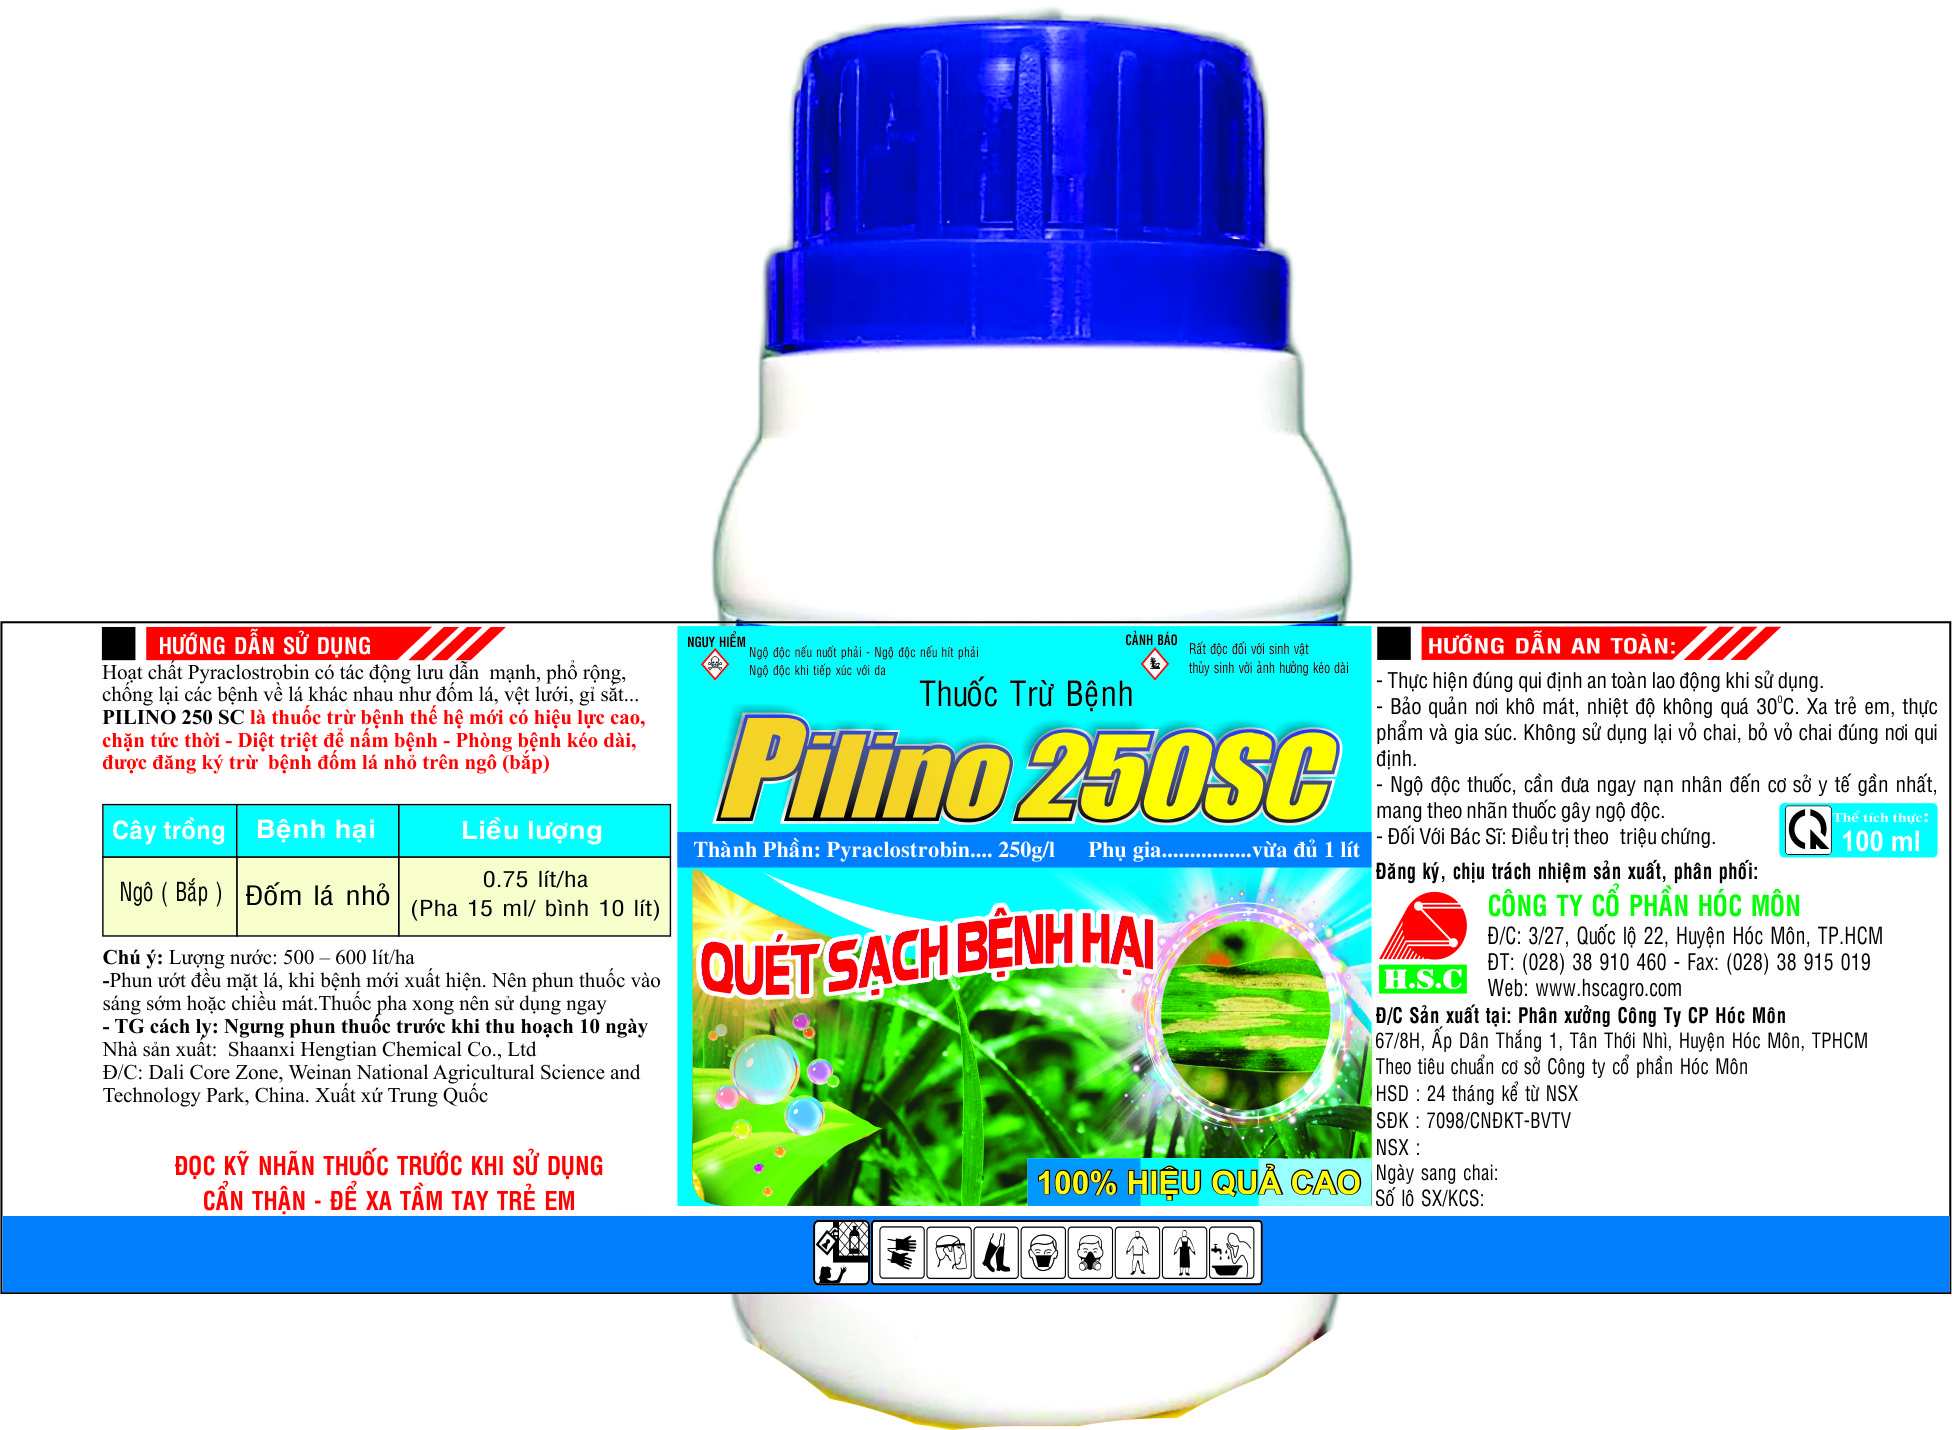 HƯỚNG DẪN SỬ DỤNG
Hoạt chất Pyraclostrobin có tác động lưu dẫn mạnh, phổ rộng,
chống lại các bệnh về lá khác nhau như đốm lá, vệt lưới, gỉ sắt...
PILINO 250 SC là thuốc trừ bệnh thế hệ mới có hiệu lực cao,
chặn tức thời - Diệt triệt để nấm bệnh - Phòng bệnh kéo dài,
được đăng ký trừ bệnh đốm lá nhỏ trên ngô (bắp)
Cây trồng Bệnh hại Liều lượng
Ngô ( Bắp ) Đốm lá nhỏ 0.75 lít/ha
(Pha 15 ml/ bình 10 lít)
Chú ý: Lượng nước: 500 – 600 lít/ha
-Phun ướt đều mặt lá, khi bệnh mới xuất hiện. Nên phun thuốc vào
sáng sớm hoặc chiều mát.Thuốc pha xong nên sử dụng ngay
- TG cách ly: Ngưng phun thuốc trước khi thu hoạch 10 ngày
Nhà sản xuất: Shaanxi Hengtian Chemical Co., Ltd
Đ/C: Dali Core Zone, Weinan National Agricultural Science and
Technology Park, China. Xuất xứ Trung Quốc
ĐỌC KỸ NHÃN THUỐC TRƯỚC KHI SỬ DỤNG
CẨN THẬN - ĐỂ XA TẦM TAY TRẺ EM
NGUY HIỂM
Ngộ độc nếu nuốt phải - Ngộ độc nếu hít phải
Ngộ độc khi tiếp xúc với da
CẢNH BÁO
Rất độc đối với sinh vật
thủy sinh với ảnh hưởng kéo dài
Thuốc Trừ Bệnh
Pilino 250SC
Thành Phần: Pyraclostrobin.... 250g/l Phụ gia................vừa đủ 1 lít
QUÉT SẠCH BỆNH HẠI
100% HIỆU QUẢ CAO
HƯỚNG DẪN AN TOÀN:
- Thực hiện đúng qui định an toàn lao động khi sử dụng.
- Bảo quản nơi khô mát, nhiệt độ không quá 30⁰C. Xa trẻ em, thực
phẩm và gia súc. Không sử dụng lại vỏ chai, bỏ vỏ chai đúng nơi qui
định.
- Ngộ độc thuốc, cần đưa ngay nạn nhân đến cơ sở y tế gần nhất,
mang theo nhãn thuốc gây ngộ độc.
- Đối Với Bác Sĩ: Điều trị theo triệu chứng.
Thể tích thực:
100 ml
Đăng ký, chịu trách nhiệm sản xuất, phân phối:
H.S.C
CÔNG TY CỔ PHẦN HÓC MÔN
Đ/C: 3/27, Quốc lộ 22, Huyện Hóc Môn, TP.HCM
ĐT: (028) 38 910 460 - Fax: (028) 38 915 019
Web: www.hscagro.com
Đ/C Sản xuất tại: Phân xưởng Công Ty CP Hóc Môn
67/8H, Ấp Dân Thắng 1, Tân Thới Nhì, Huyện Hóc Môn, TPHCM
Theo tiêu chuẩn cơ sở Công ty cổ phần Hóc Môn
HSD : 24 tháng kể từ NSX
SĐK : 7098/CNĐKT-BVTV
NSX :
Ngày sang chai:
Số lô SX/KCS: